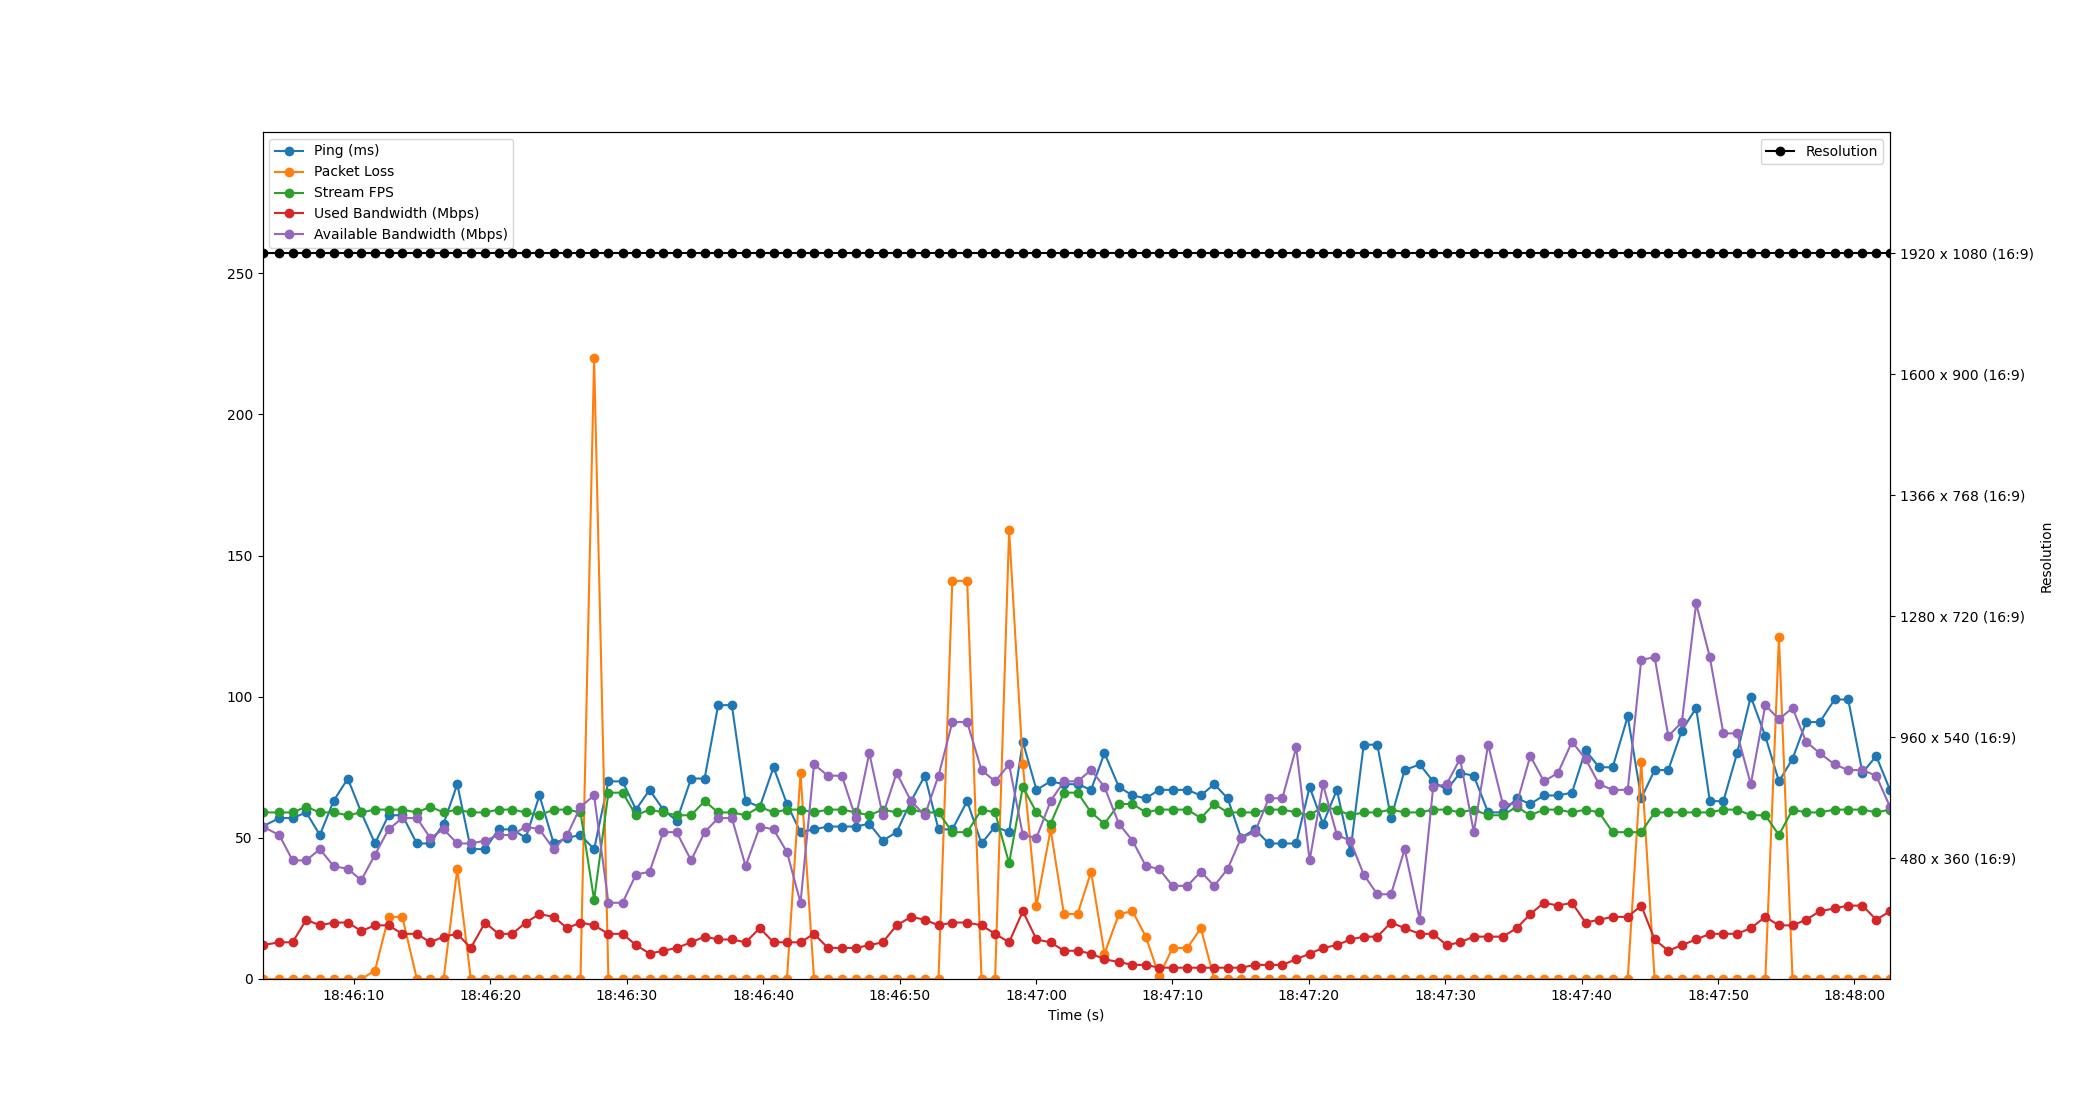 Ping (ms)
Packet Loss
Stream FPS
Used Bandwidth (Mbps)
Available Bandwidth (Mbps)
Resolution
250
200
150
100
50
0
1920 x 1080 (16:9)
1600 x 900 (16:9)
1366 x 768 (16:9)
1280 x 720 (16:9)
960 x 540 (16:9)
480 x 360 (16:9)
Resolution
18:46:10 18:46:20 18:46:30 18:46:40 18:46:50 18:47:00 18:47:10 18:47:20 18:47:30 18:47:40 18:47:50 18:48:00
Time (s)